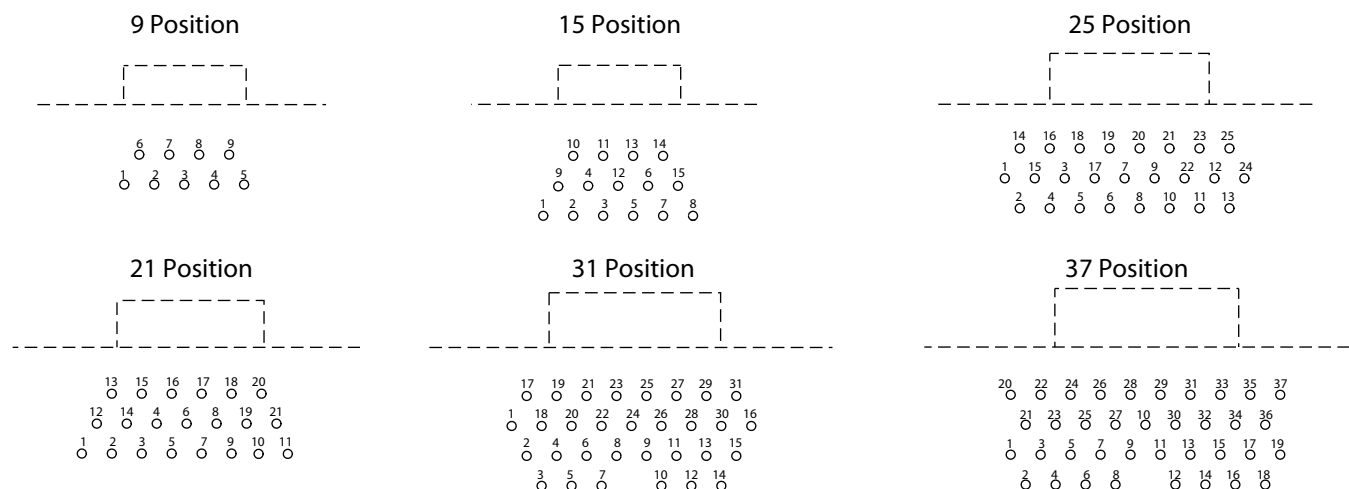 9 Position
6 7 8 9
1 2 3 4 5
15 Position
10 11 13 14
9 4 12 6 15
1 2 3 5 7 8
25 Position
14 16 18 19 20 21 23 25
1 15 3 17 7 9 22 12 24
2 4 5 6 8 10 11 13
21 Position
13 15 16 17 18 20
12 14 4 6 8 19 21
1 2 3 5 7 9 10 11
31 Position
17 19 21 23 25 27 29 31
1 18 20 22 24 26 28 30 16
2 4 6 8 9 11 13 15
3 5 7 10 12 14
37 Position
20 22 24 26 28 29 31 33 35 37
21 23 25 27 10 30 32 34 36
1 3 5 7 9 11 13 15 17 19
2 4 6 8 12 14 16 18